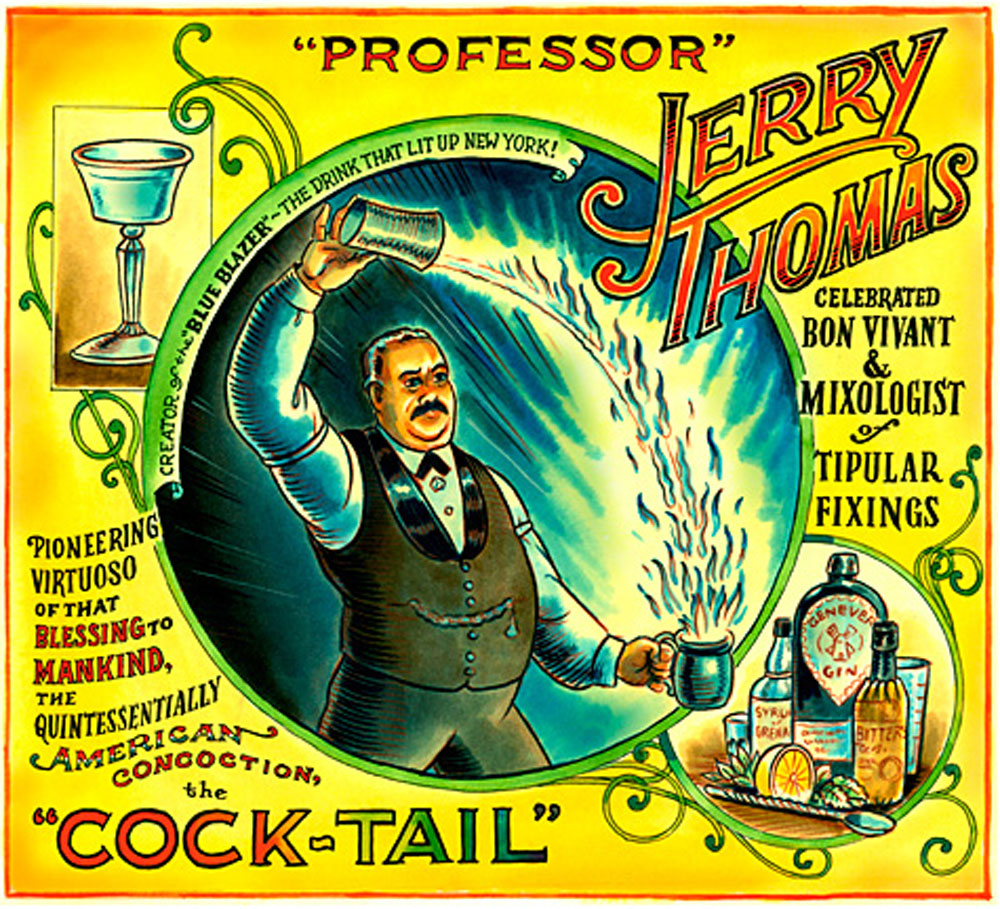 "PROFESSOR"
JERRY
THOMAS
CREATOR of the "BLUE BLAZER" ~ THE DRINK THAT LIT UP NEW YORK!
CELEBRATED
BON VIVANT
&
MIXOLOGIST
of
TIPULAR
FIXINGS
PIONEERING
VIRTUOSO
OF THAT
BLESSING TO
MANKIND,
THE
QUINTESSENTIALLY
AMERICAN
CONCOCTION,
the
"COCK-TAIL"
GENEVER
GIN
SYRUP
GRENA
BITTERS